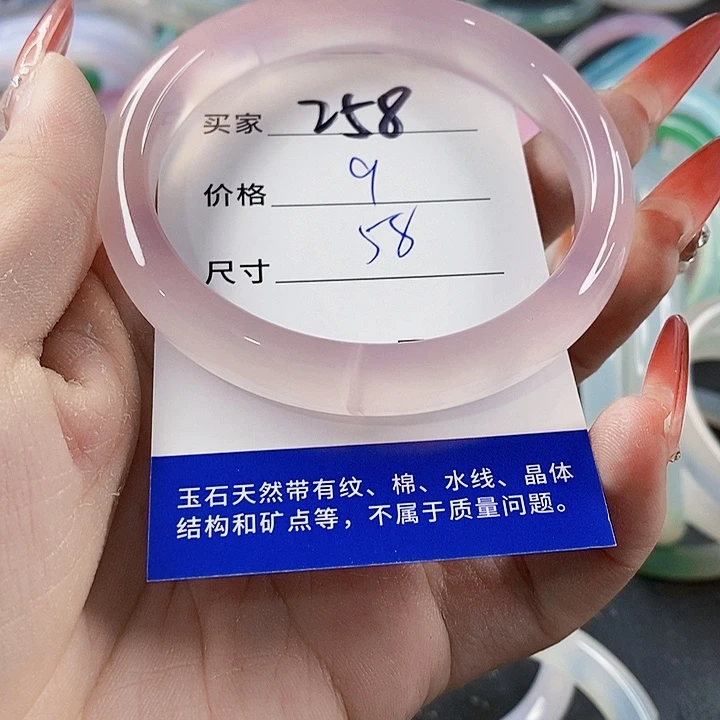 买家 258
价格 9
尺寸 58
玉石天然带有纹、棉、水线、晶体
结构和矿点等，不属于质量问题。